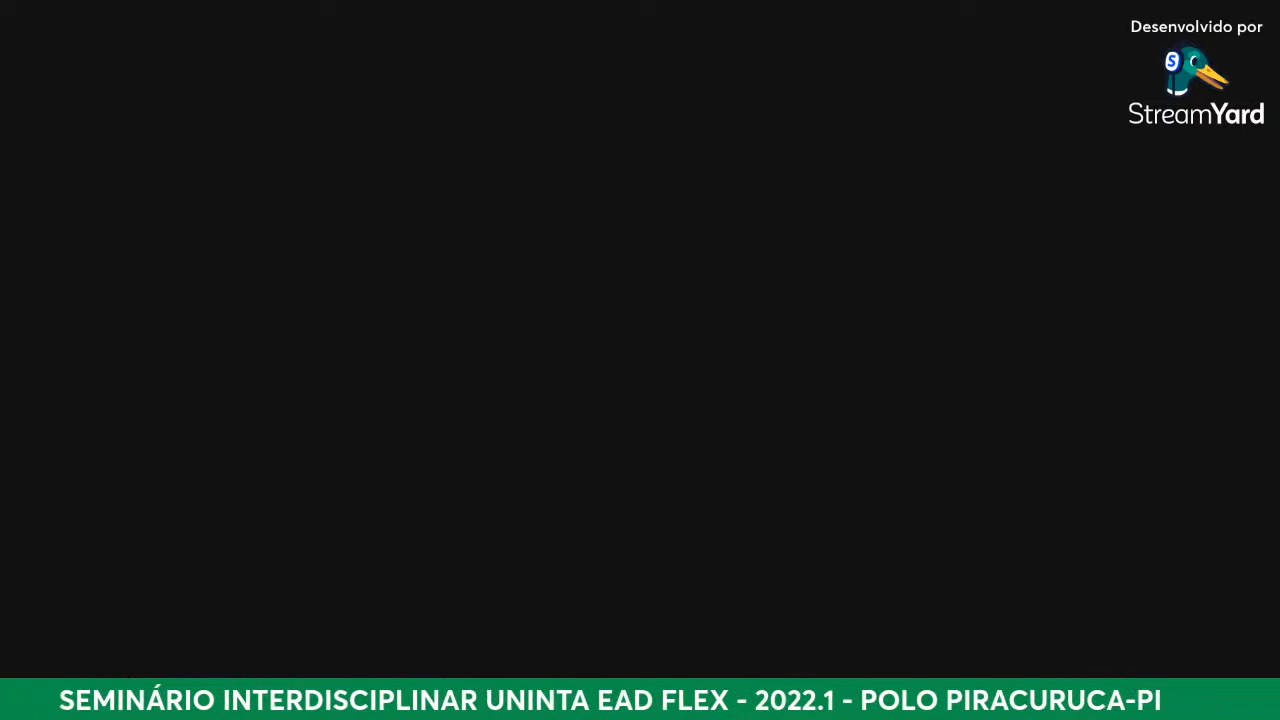 Desenvolvido por
S
StreamYard
SEMINÁRIO INTERDISCIPLINAR UNINTA EAD FLEX - 2022.1 - POLO PIRACURUCA-PI